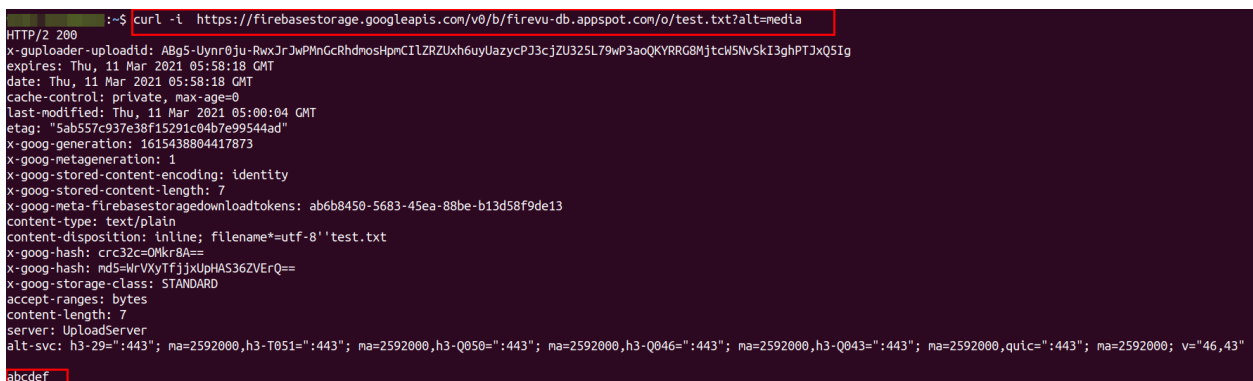 :~$ curl -i  https://firebasestorage.googleapis.com/v0/b/firevu-db.appspot.com/o/test.txt?alt=media
HTTP/2 200
x-guploader-uploadid: ABg5-Uynr0ju-RwxJrJwPMnGcRhdmosHpmCIlZRZUxh6uyUazycPJ3cjZU325L79wP3aoQKYRRG8MjtcW5NvSkI3ghPTJxQ5Ig
expires: Thu, 11 Mar 2021 05:58:18 GMT
date: Thu, 11 Mar 2021 05:58:18 GMT
cache-control: private, max-age=0
last-modified: Thu, 11 Mar 2021 05:00:04 GMT
etag: "5ab557c937e38f15291c04b7e99544ad"
x-goog-generation: 1615438804417873
x-goog-metageneration: 1
x-goog-stored-content-encoding: identity
x-goog-stored-content-length: 7
x-goog-meta-firebasestoragedownloadtokens: ab6b8450-5683-45ea-88be-b13d58f9de13
content-type: text/plain
content-disposition: inline; filename*=utf-8''test.txt
x-goog-hash: crc32c=OMkr8A==
x-goog-hash: md5=WrVXyTfjjxUpHAS36ZVErQ==
x-goog-storage-class: STANDARD
accept-ranges: bytes
content-length: 7
server: UploadServer
alt-svc: h3-29=":443"; ma=2592000,h3-T051=":443"; ma=2592000,h3-Q050=":443"; ma=2592000,h3-Q046=":443"; ma=2592000,h3-Q043=":443"; ma=2592000,quic=":443"; ma=2592000; v="46,43"
abcdef